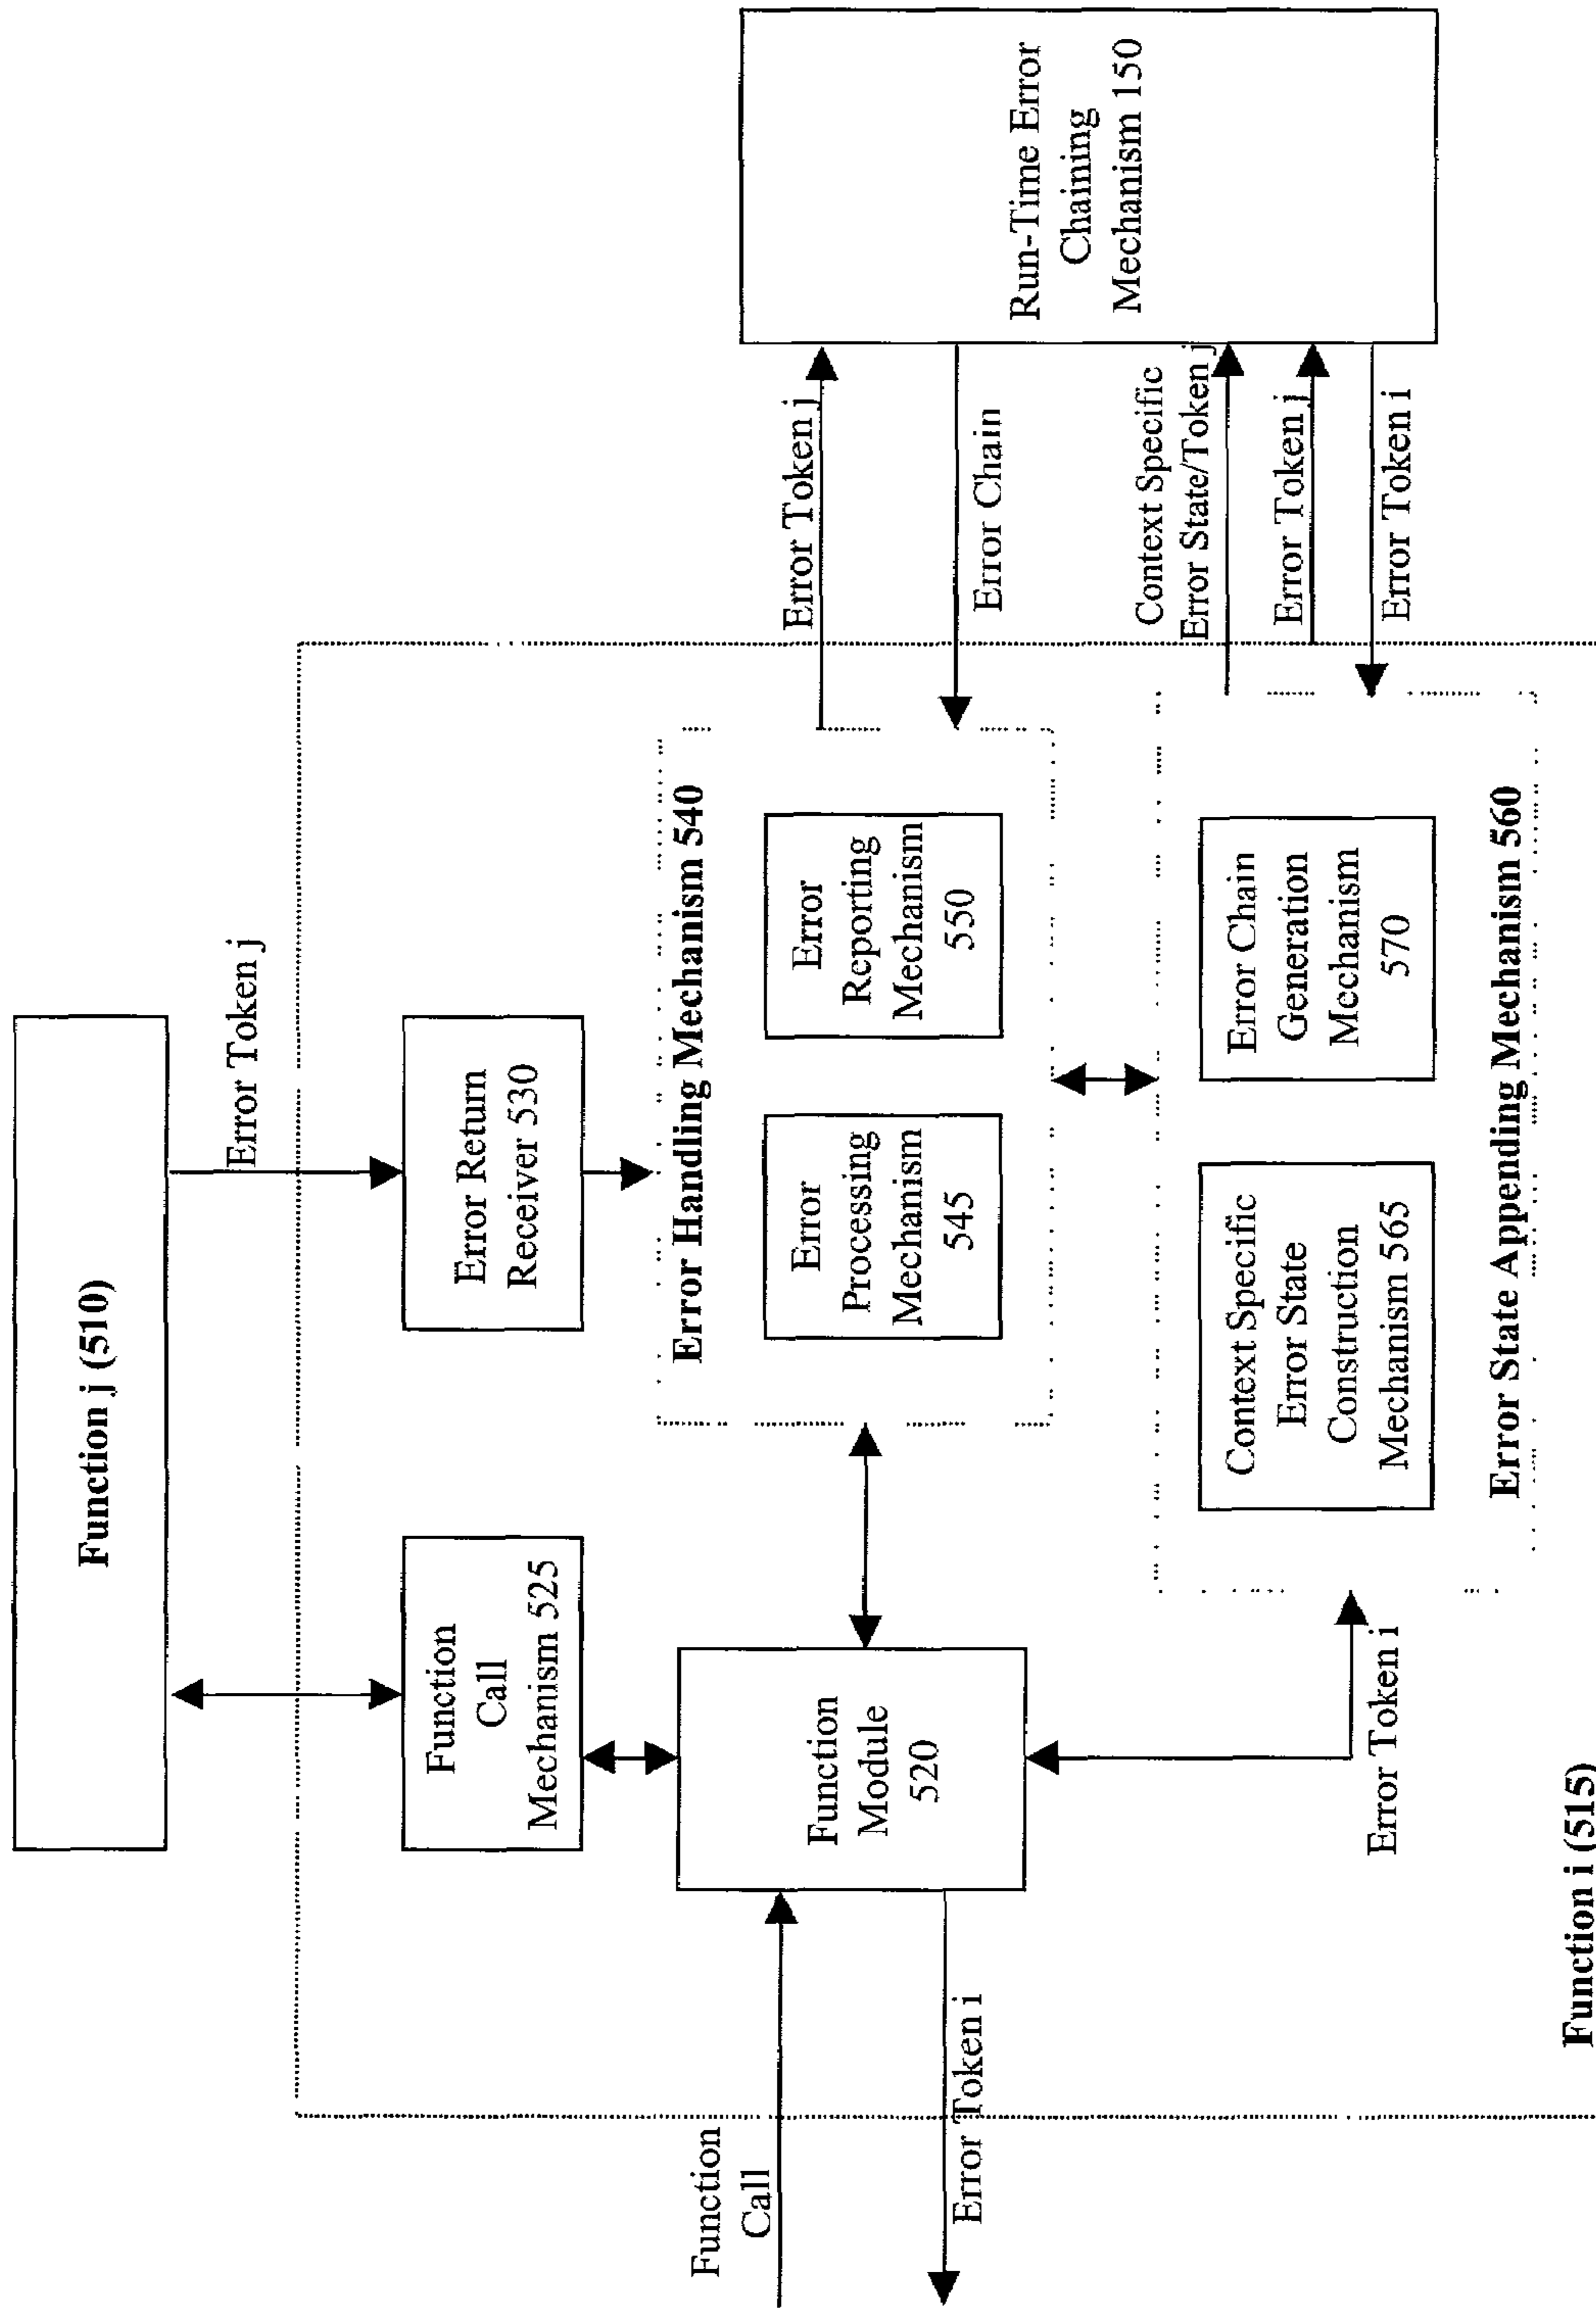 Function j (510)
Error Token j
Function
Call
Mechanism 525
Error Return
Receiver 530
Function
Call
Error Token i
Function
Module
520
Error Handling Mechanism 540
Error
Processing
Mechanism
545
Error
Reporting
Mechanism
550
Error Token j
Error Chain
Run-Time Error
Chaining
Mechanism 150
Context Specific
Error State/Token j
Error Token j
Error Token i
Context Specific
Error State
Construction
Mechanism 565
Error Chain
Generation
Mechanism
570
Error State Appending Mechanism 560
Error Token i
Function i (515)